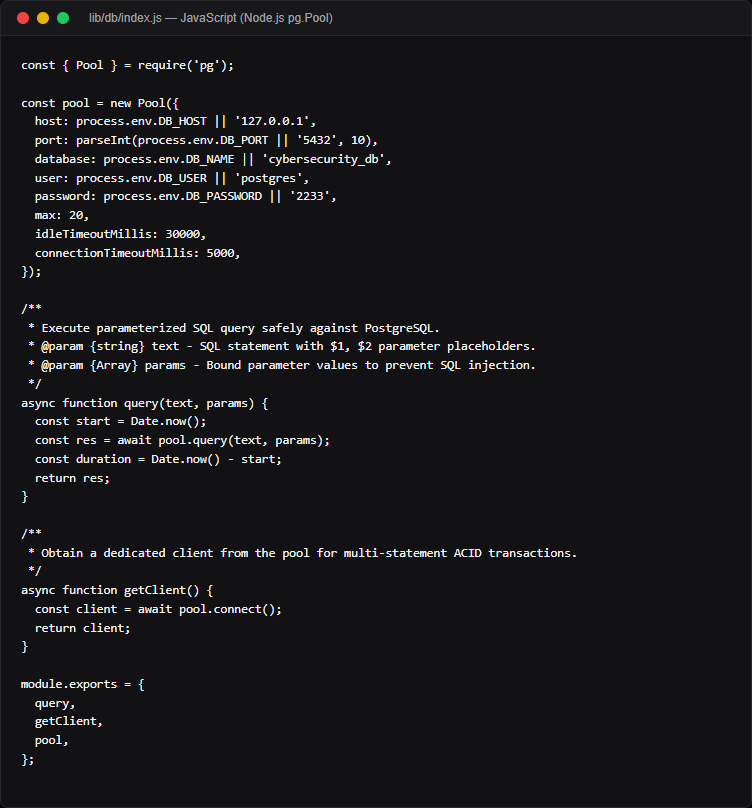 lib/db/index.js — JavaScript (Node.js pg.Pool)
const { Pool } = require('pg');
const pool = new Pool({
  host: process.env.DB_HOST || '127.0.0.1',
  port: parseInt(process.env.DB_PORT || '5432', 10),
  database: process.env.DB_NAME || 'cybersecurity_db',
  user: process.env.DB_USER || 'postgres',
  password: process.env.DB_PASSWORD || '2233',
  max: 20,
  idleTimeoutMillis: 30000,
  connectionTimeoutMillis: 5000,
});
/**
 * Execute parameterized SQL query safely against PostgreSQL.
 * @param {string} text - SQL statement with $1, $2 parameter placeholders.
 * @param {Array} params - Bound parameter values to prevent SQL injection.
 */
async function query(text, params) {
  const start = Date.now();
  const res = await pool.query(text, params);
  const duration = Date.now() - start;
  return res;
}
/**
 * Obtain a dedicated client from the pool for multi-statement ACID transactions.
 */
async function getClient() {
  const client = await pool.connect();
  return client;
}
module.exports = {
  query,
  getClient,
  pool,
};